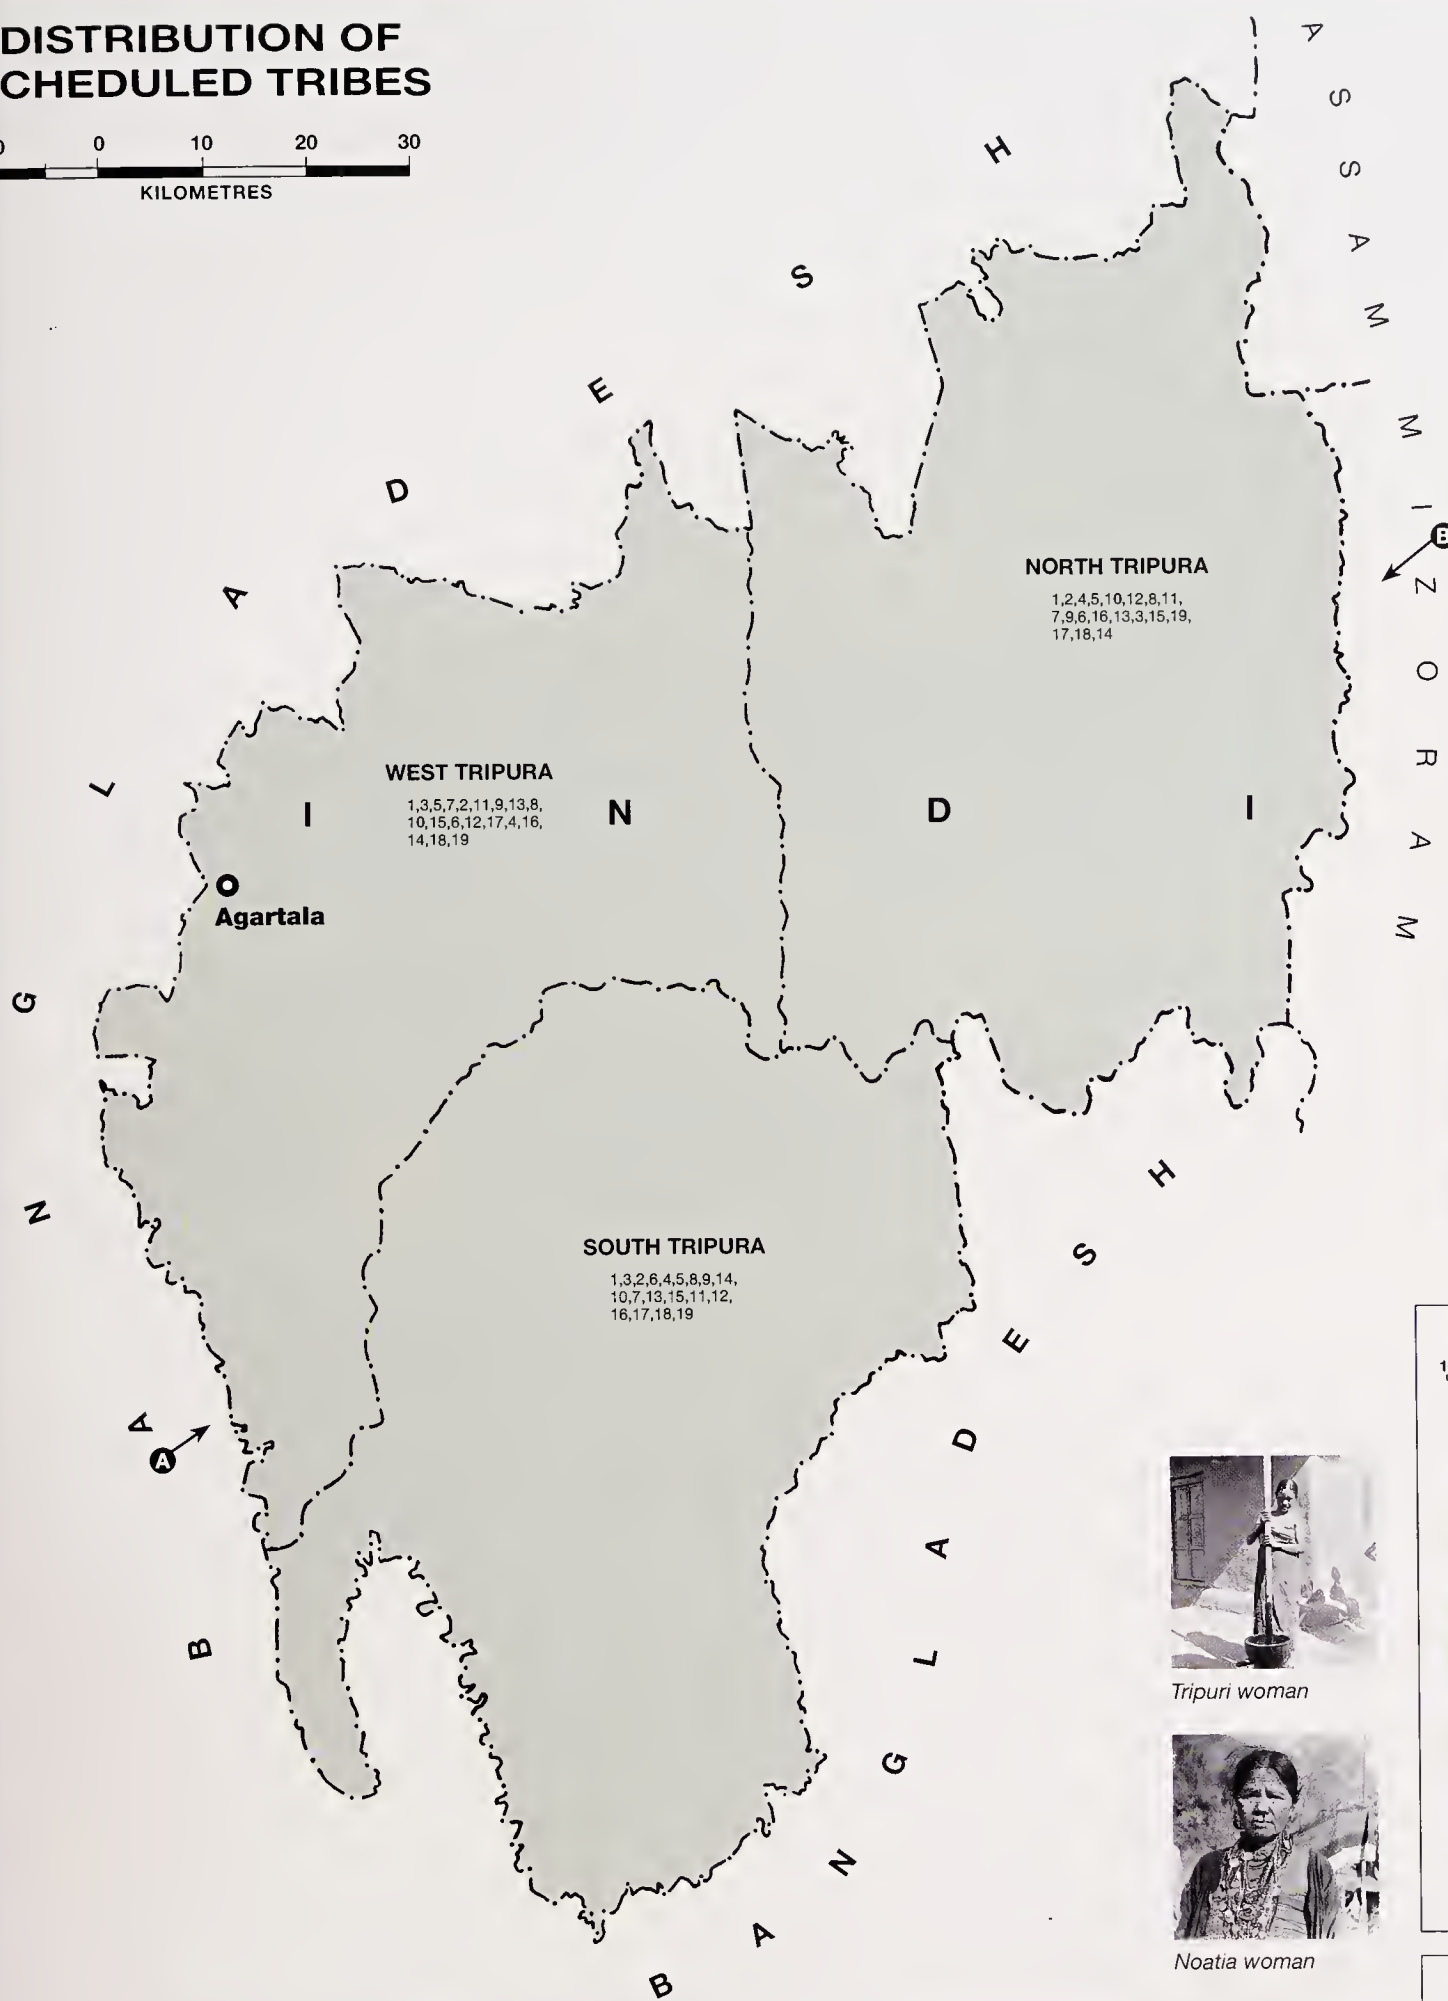 DISTRIBUTION OF
CHEDULED TRIBES
0 10 20 30
KILOMETRES
BANGLADESH
ASSAM
MIZORAM
B
NORTH TRIPURA
1,2,4,5,10,12,8,11,
7,9,6,16,13,3,15,19,
17,18,14
WEST TRIPURA
1,3,5,7,2,11,9,13,8,
10,15,6,12,17,4,16,
14,18,19
I N D I
Agartala
SOUTH TRIPURA
1,3,2,6,4,5,8,9,14,
10,7,13,15,11,12,
16,17,18,19
A
BANGLADESH
Tripuri woman
Noatia woman